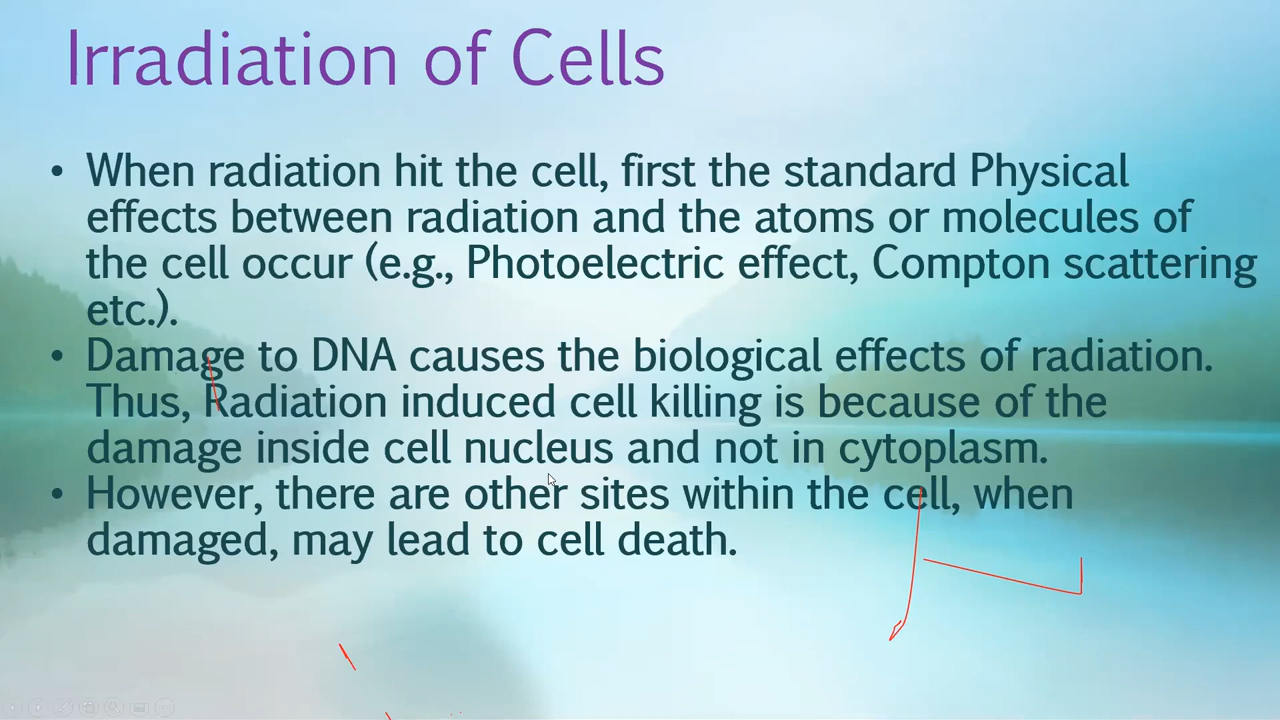 Irradiation of Cells
• When radiation hit the cell, first the standard Physical
effects between radiation and the atoms or molecules of
the cell occur (e.g., Photoelectric effect, Compton scattering
etc.).
• Damage to DNA causes the biological effects of radiation.
Thus, Radiation induced cell killing is because of the
damage inside cell nucleus and not in cytoplasm.
• However, there are other sites within the cell, when
damaged, may lead to cell death.